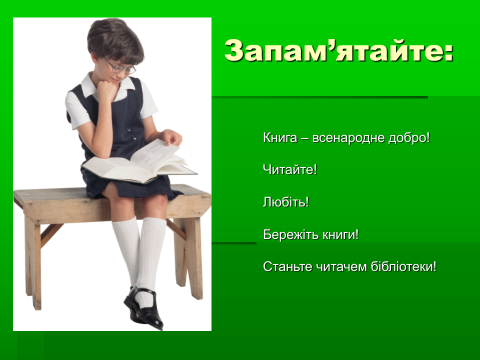 Запам'ятайте:
Книга – всенародне добро!
Читайте!
Любіть!
Бережіть книги!
Станьте читачем бібліотеки!